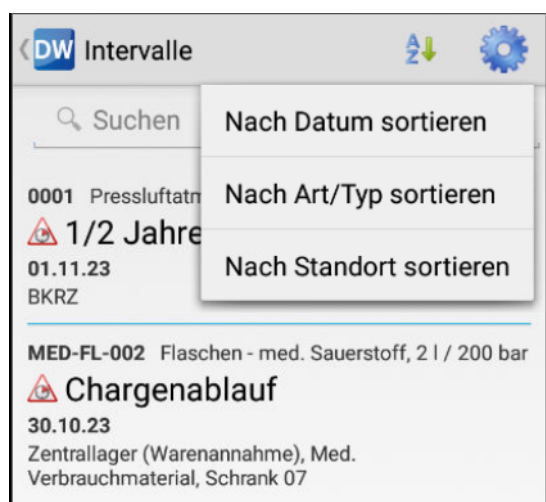 DW Intervalle
Suchen
Nach Datum sortieren
Nach Art/Typ sortieren
Nach Standort sortieren
0001
1/2 Jahre
01.11.23
BKRZ
MED-FL-002 Flaschen - med. Sauerstoff, 2 l / 200 bar
Chargenablauf
30.10.23
Zentrallager (Warenannahme), Med.
Verbrauchmaterial, Schrank 07